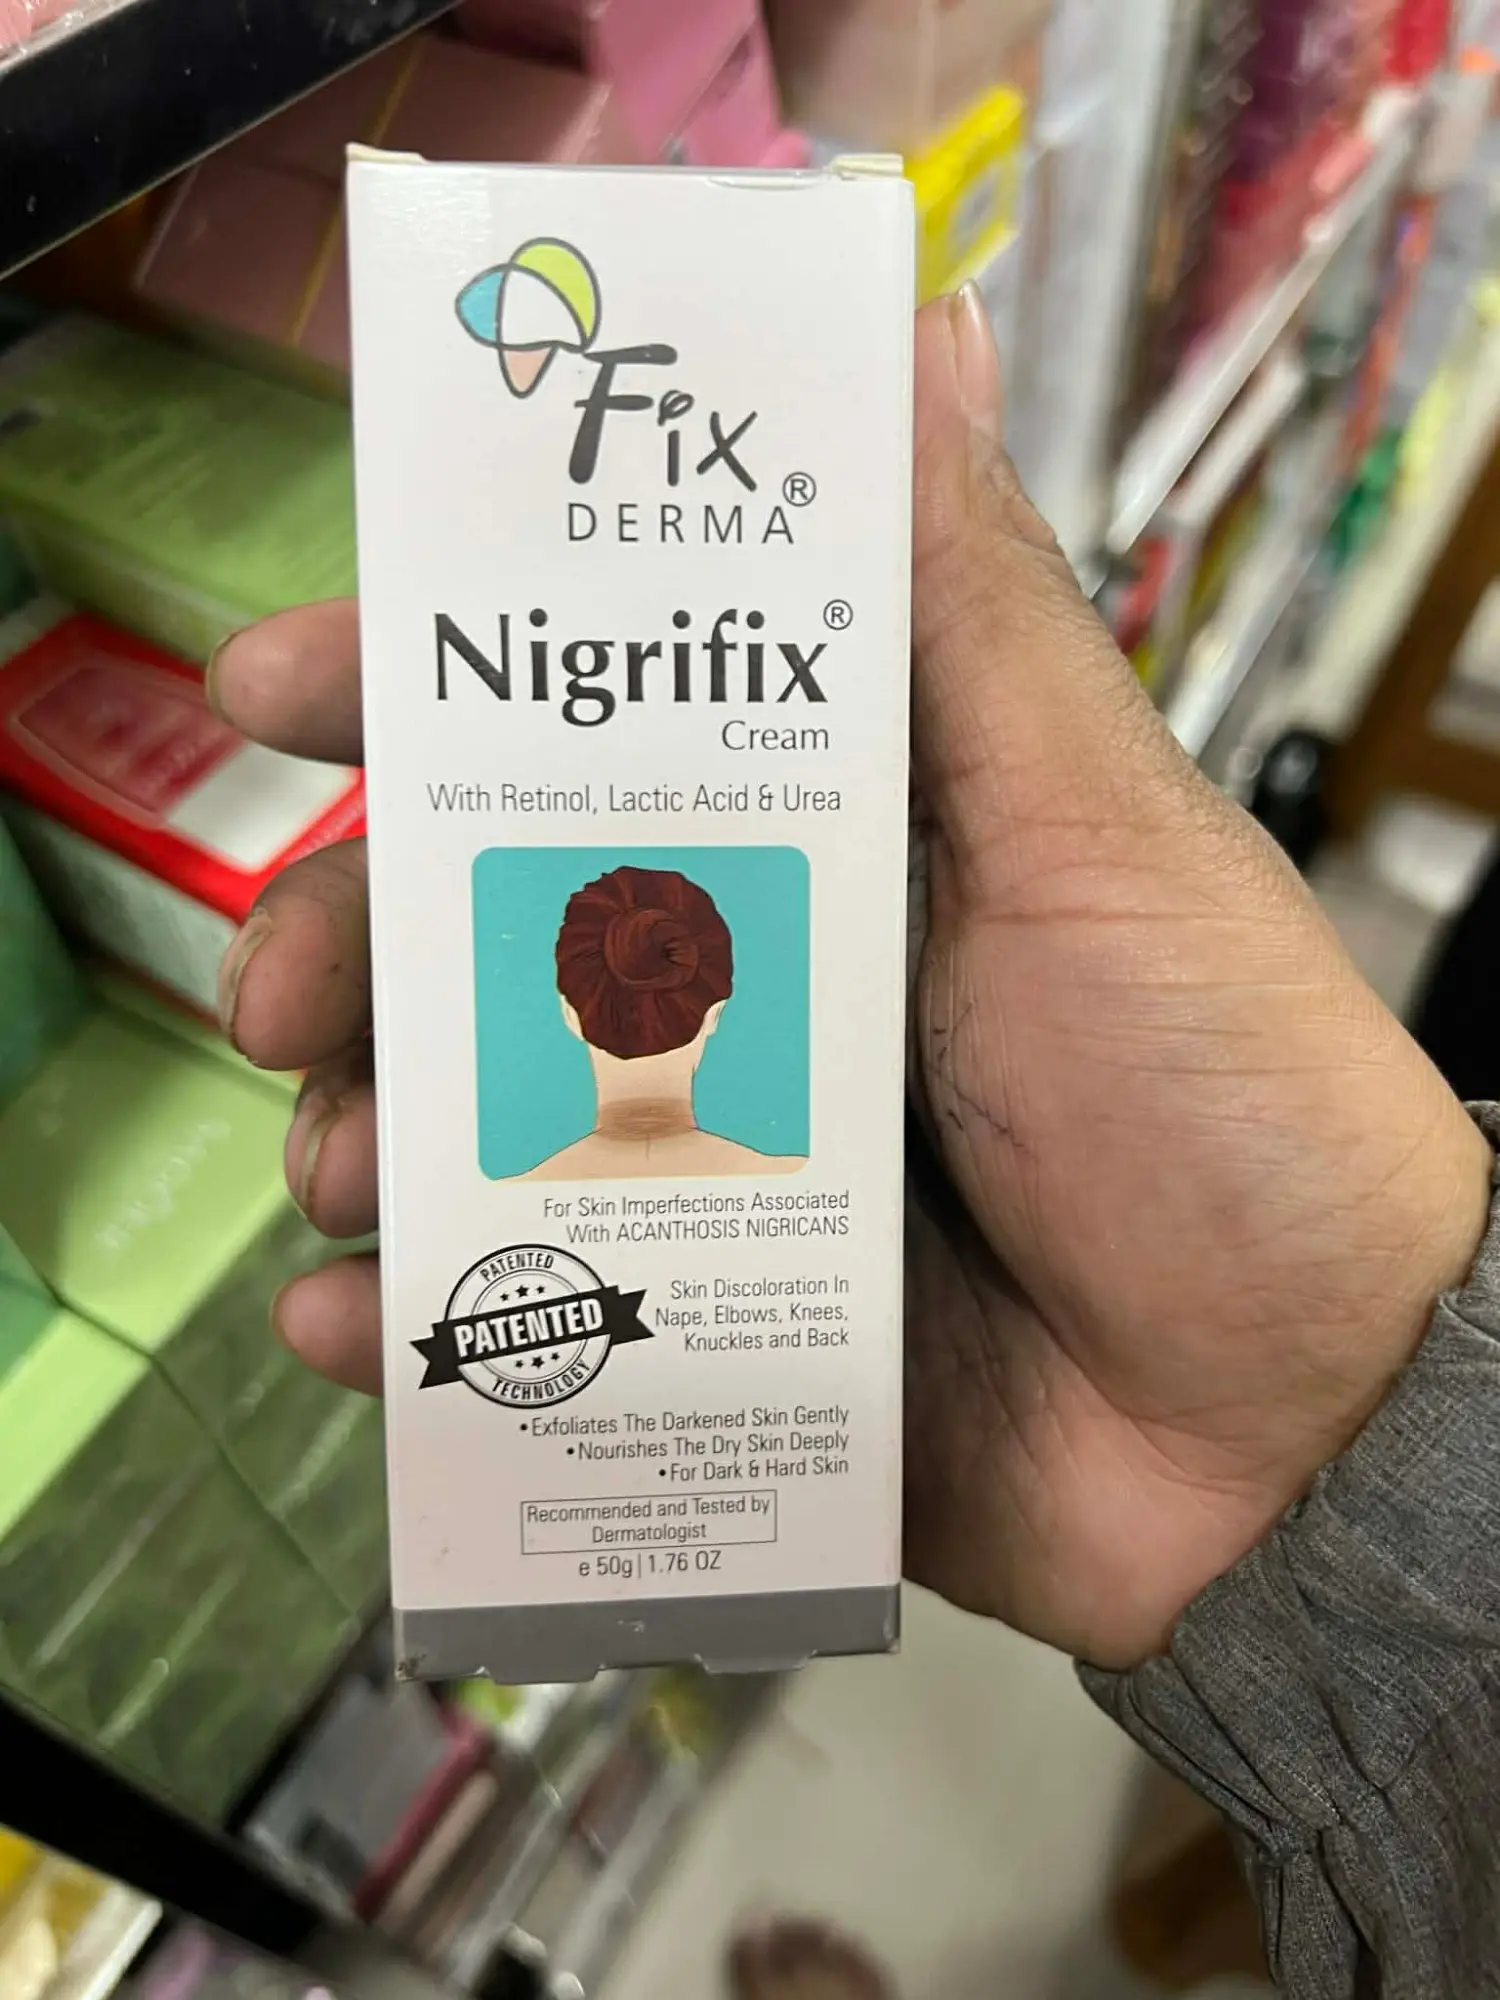 Fix
DERMA®
Nigrifix®
Cream
With Retinol, Lactic Acid & Urea
For Skin Imperfections Associated
With ACANTHOSIS NIGRICANS
PATENTED
PATENTED
TECHNOLOGY
Skin Discoloration In
Nape, Elbows, Knees,
Knuckles and Back
• Exfoliates The Darkened Skin Gently
• Nourishes The Dry Skin Deeply
• For Dark & Hard Skin
Recommended and Tested by
Dermatologist
e 50g | 1.76 OZ